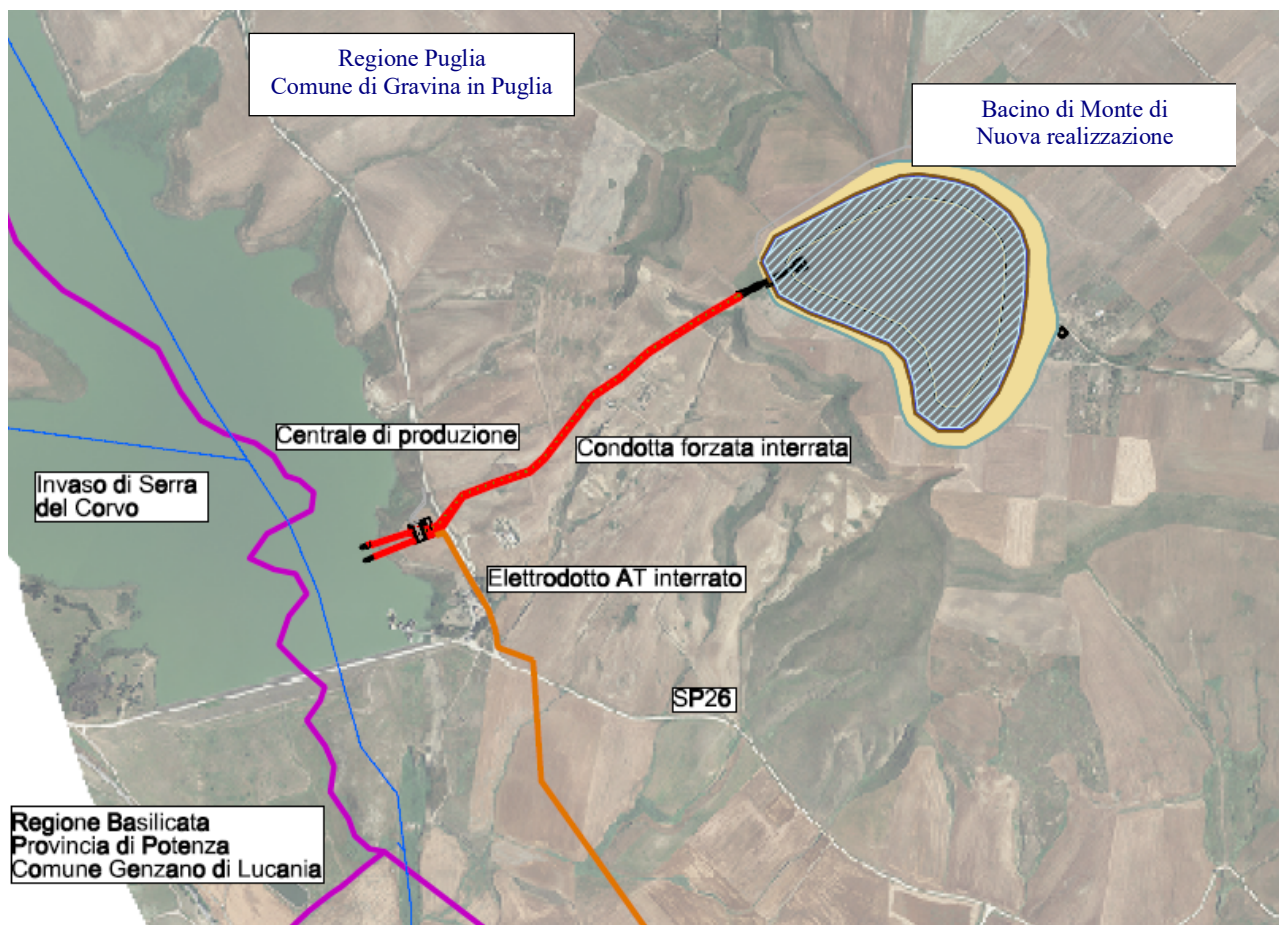 Regione Puglia
Comune di Gravina in Puglia
Bacino di Monte di
Nuova realizzazione
Centrale di produzione
Condotta forzata interrata
Invaso di Serra
del Corvo
Elettrodotto AT interrato
SP26
Regione Basilicata
Provincia di Potenza
Comune Genzano di Lucania